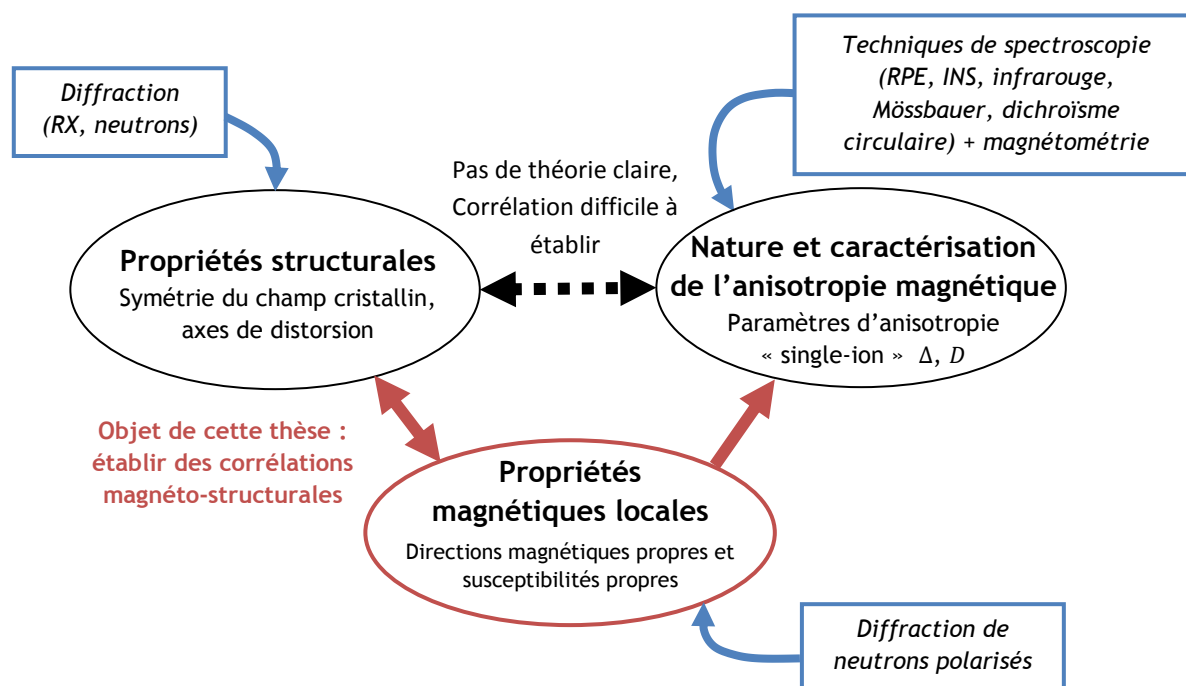 Techniques de spectroscopie
(RPE, INS, infrarouge,
Mössbauer, dichroïsme
circulaire) + magnétométrie
Diffraction
(RX, neutrons)
Pas de théorie claire,
Corrélation difficile à
établir
Propriétés structurales
Symétrie du champ cristallin,
axes de distorsion
Nature et caractérisation
de l’anisotropie magnétique
Paramètres d’anisotropie
« single-ion » Δ, D
Objet de cette thèse :
établir des corrélations
magnéto-structurales
Propriétés
magnétiques locales
Directions magnétiques propres et
susceptibilités propres
Diffraction de
neutrons polarisés